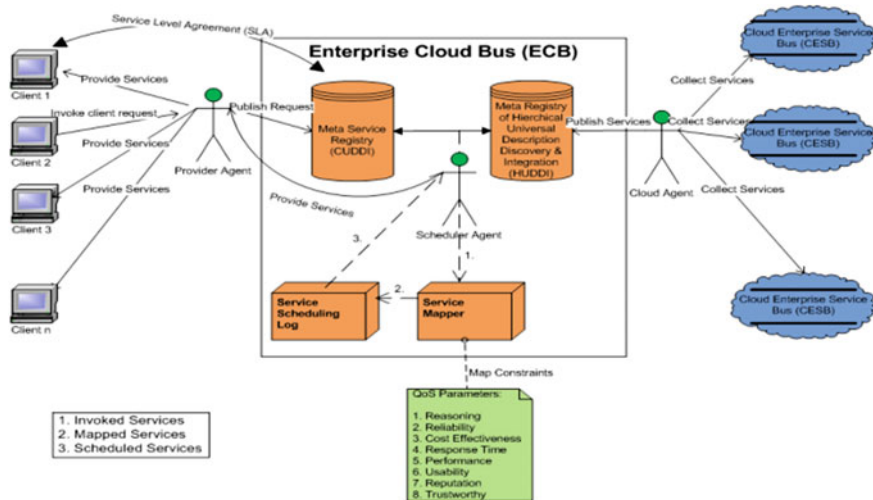 Service Level Agreement (SLA)
Enterprise Cloud Bus (ECB)
Cloud Enterprise Service
Bus (CESB)
Client 1
Provide Services
Invoke client request
Client 2
Provide Services
Provide Services
Client 3
Client n
Provider Agent
Publish Request
Meta Service
Registry
(CUDDI)
Meta Registry
of Hierchical
Universal
Description
Discovery &
Integration
(HUDDI)
Publish Services
Collect Services
Collect Services
Collect Services
Cloud Enterprise Service
Bus (CESB)
Cloud Agent
Provide Services
Scheduler Agent
3.
1.
2.
Service
Scheduling
Log
Service
Mapper
Cloud Enterprise Service
Bus (CESB)
Map Constraints
QoS Parameters:
1. Reasoning
2. Reliability
3. Cost Effectiveness
4. Response Time
5. Performance
6. Usability
7. Reputation
8. Trustworthy
1. Invoked Services
2. Mapped Services
3. Scheduled Services